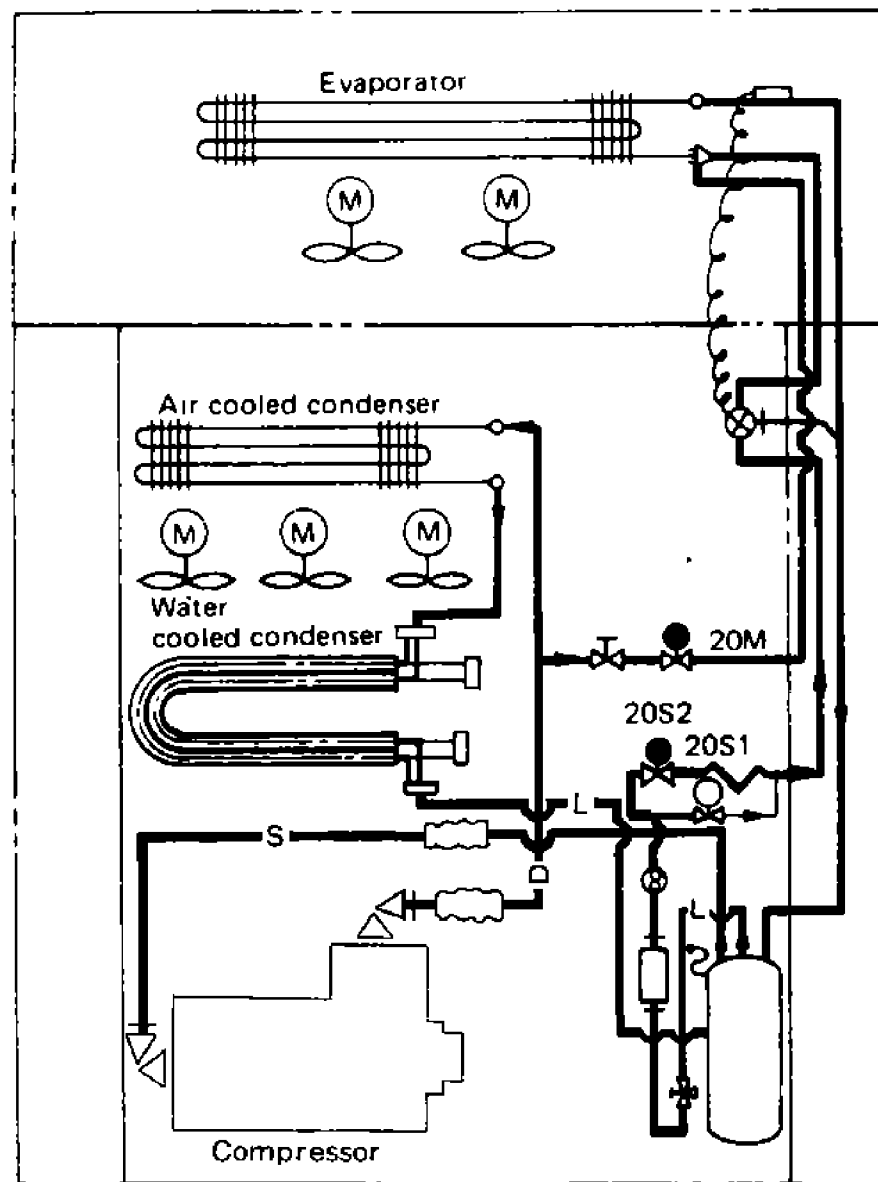 Evaporator
M
M
Air cooled condenser
M
M
M
Water
cooled condenser
20M
20S2
20S1
L
S
D
L
Compressor